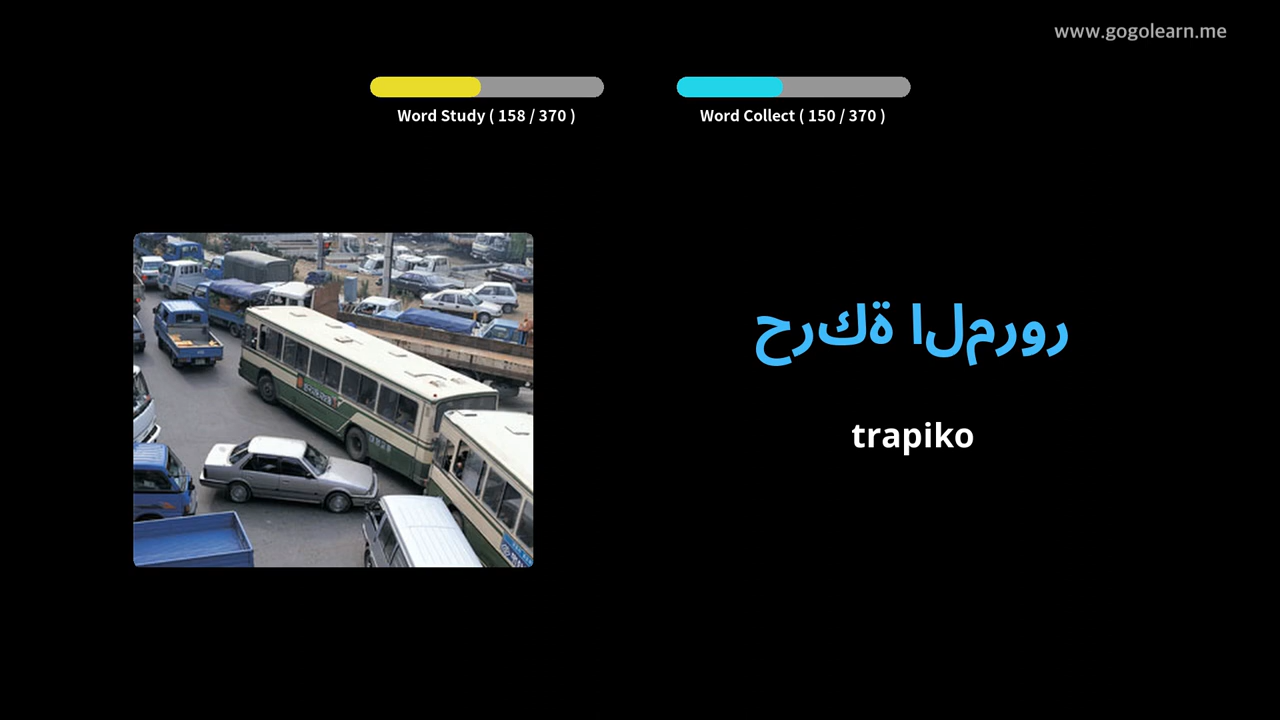 www.gogolearn.me
Word Study ( 158 / 370 )
Word Collect ( 150 / 370 )
حركة المرور
trapiko